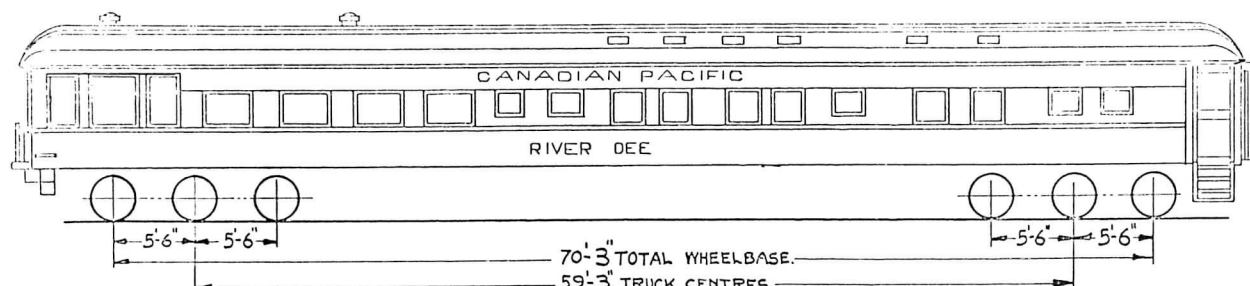 CANADIAN PACIFIC
RIVER DEE
5'-6" 5'-6" 5'-6" 5'-6"
70'-3" TOTAL WHEELBASE.
59'-3" TRUCK CENTRES